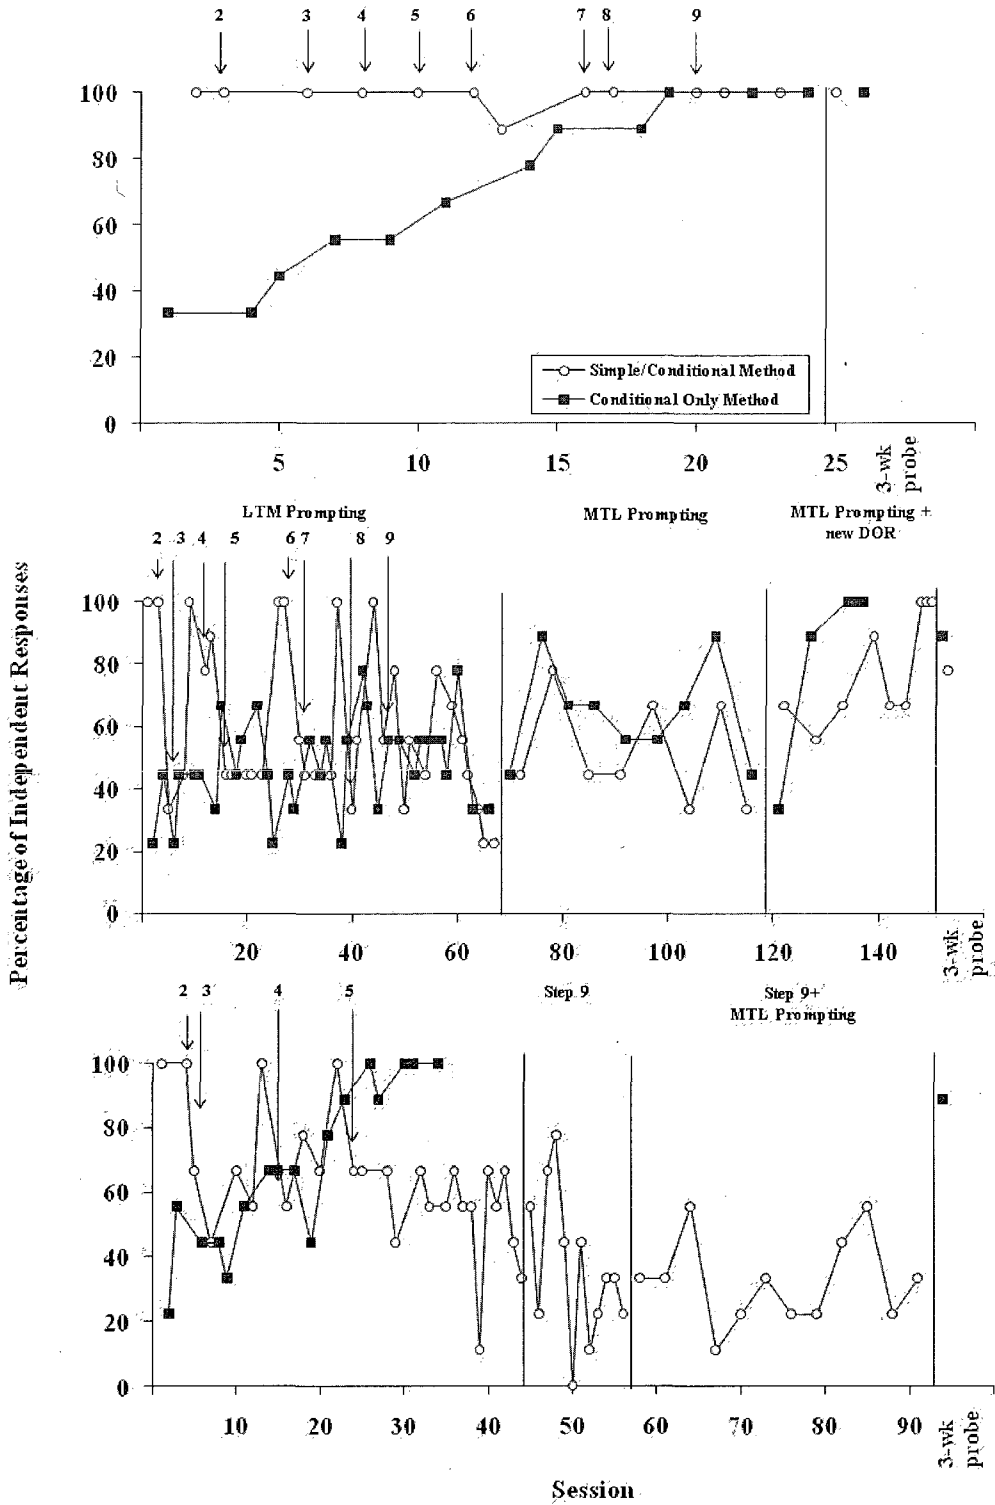 2 3 4 5 6 7 8 9
100
80
60
40
20
0
Simple/Conditional Method
Conditional Only Method
5 10 15 20 25
3-wk
probe
LTM Prompting
MTL Prompting
MTL Prompting +
new DOR
2 3 4 5 6 7 8 9
100
80
60
40
20
0
20 40 60 80 100 120 140
3-wk
probe
Percentage of Independent Responses
2 3 4 5
Step 9
Step 9+
MTL Prompting
100
80
60
40
20
0
10 20 30 40 50 60 70 80 90
3-wk
probe
Session